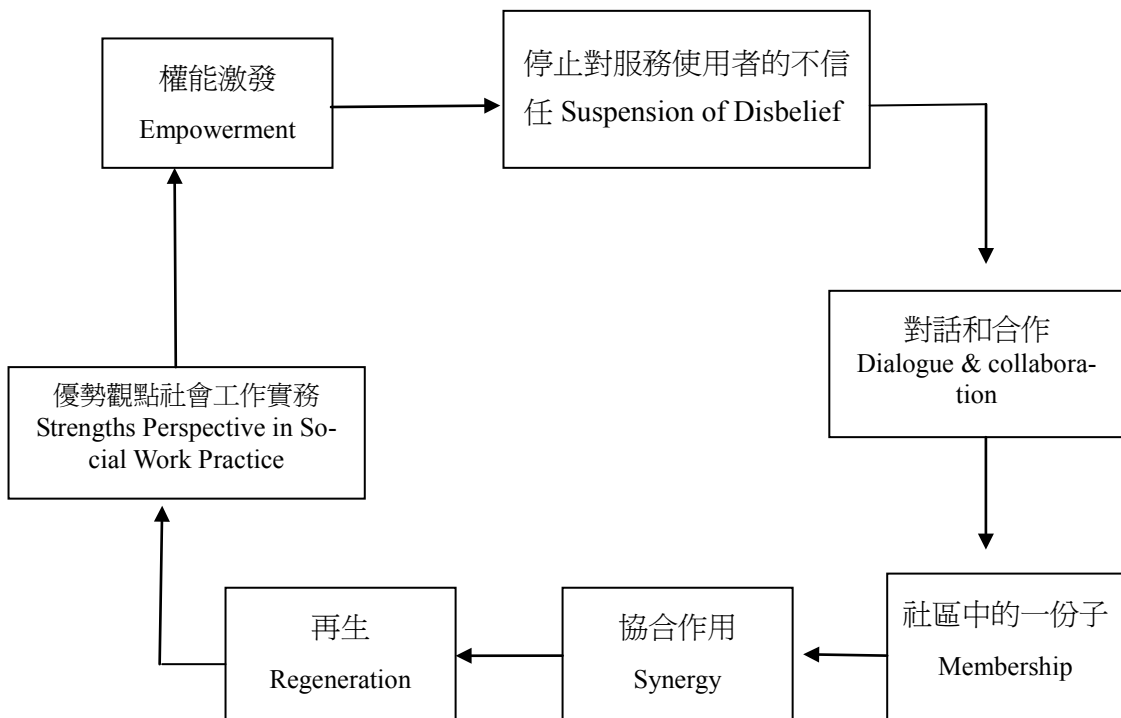 權能激發
Empowerment
停止對服務使用者的不信
任 Suspension of Disbelief
對話和合作
Dialogue & collabora-
tion
優勢觀點社會工作實務
Strengths Perspective in So-
cial Work Practice
再生
Regeneration
協合作用
Synergy
社區中的一份子
Membership